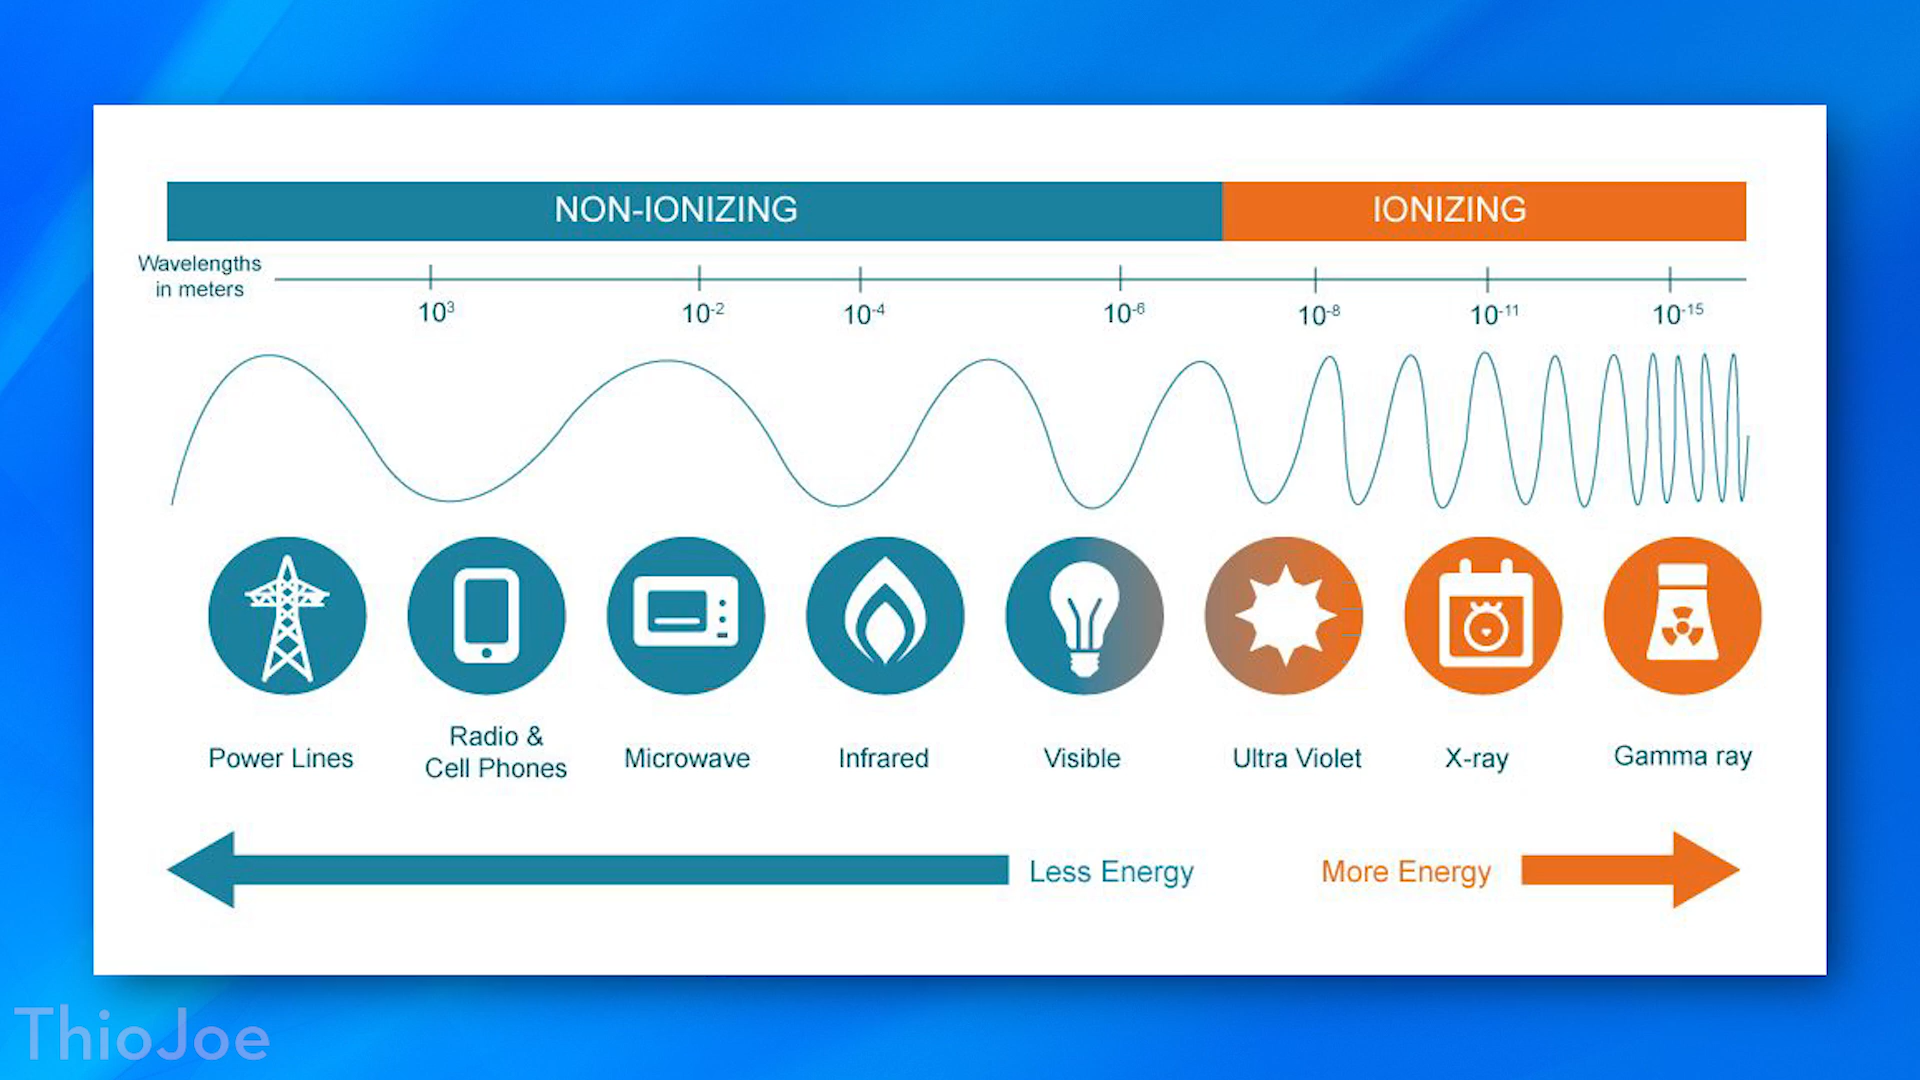 NON-IONIZING
IONIZING
Wavelengths
in meters
10³
10⁻²
10⁻⁴
10⁻⁶
10⁻⁸
10⁻¹¹
10⁻¹⁵
Power Lines
Radio &
Cell Phones
Microwave
Infrared
Visible
Ultra Violet
X-ray
Gamma ray
Less Energy
More Energy
ThioJoe